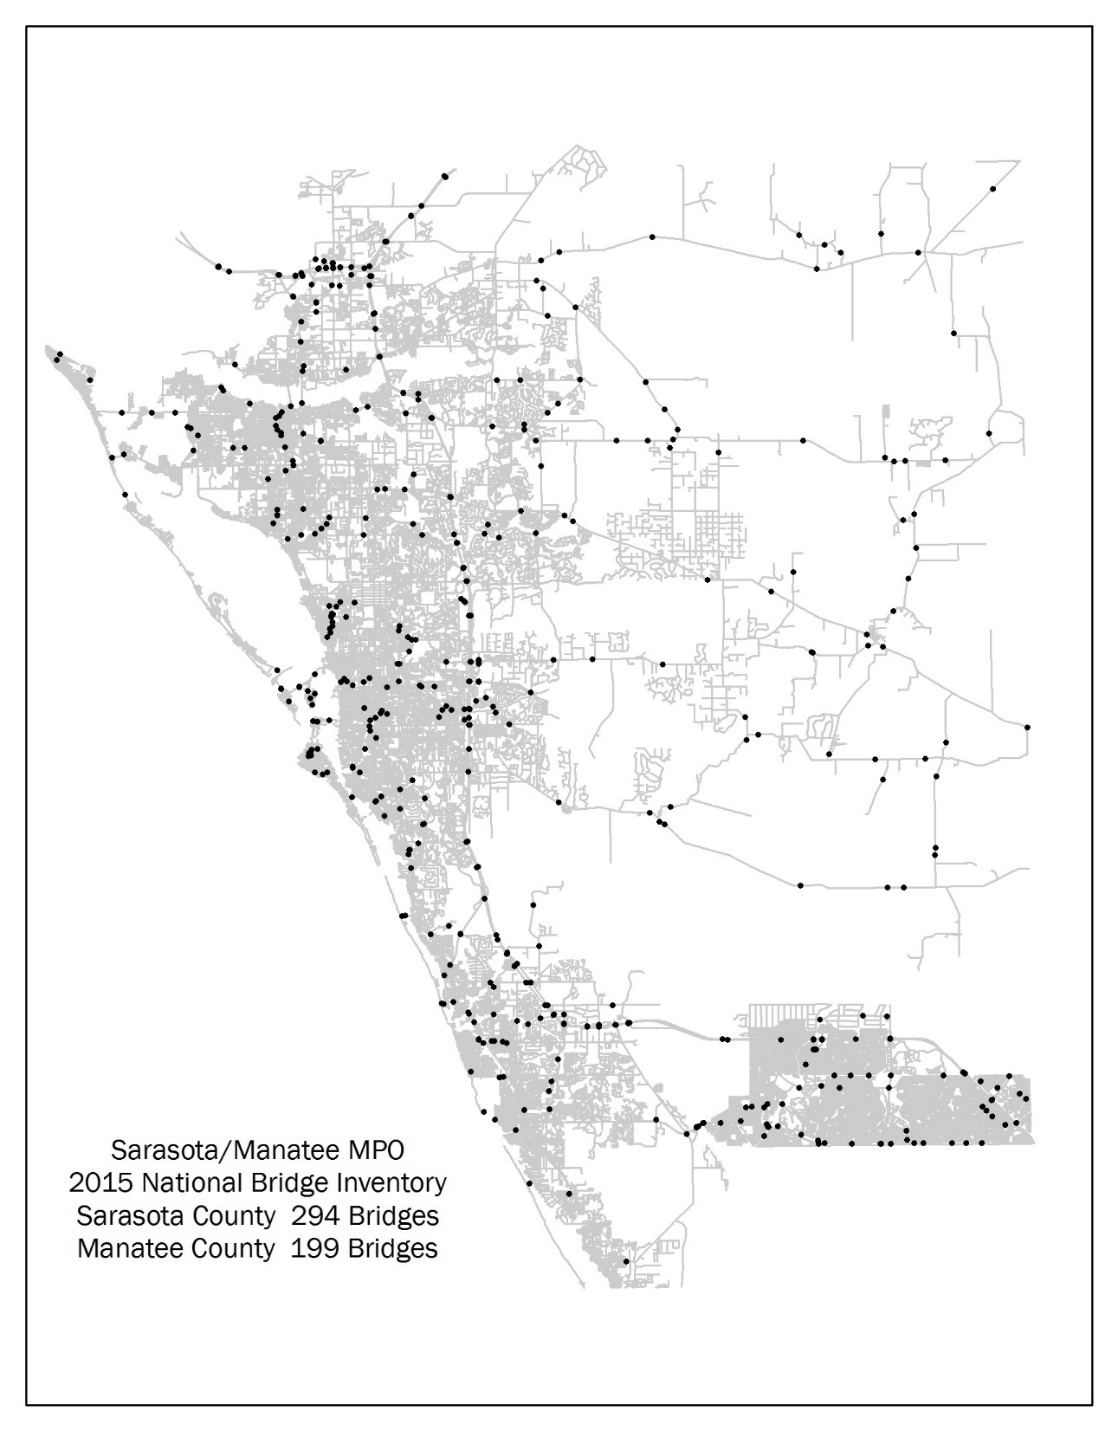 Sarasota/Manatee MPO
2015 National Bridge Inventory
Sarasota County  294 Bridges
Manatee County  199 Bridges